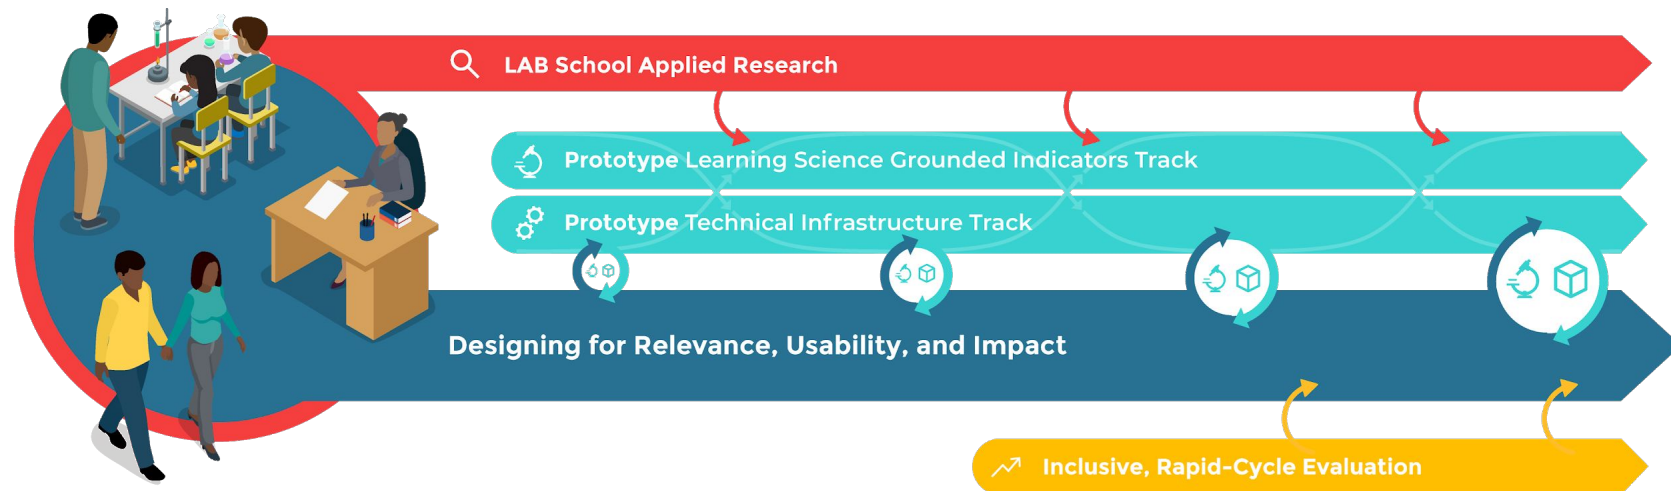 LAB School Applied Research
Prototype Learning Science Grounded Indicators Track
Prototype Technical Infrastructure Track
Designing for Relevance, Usability, and Impact
Inclusive, Rapid-Cycle Evaluation